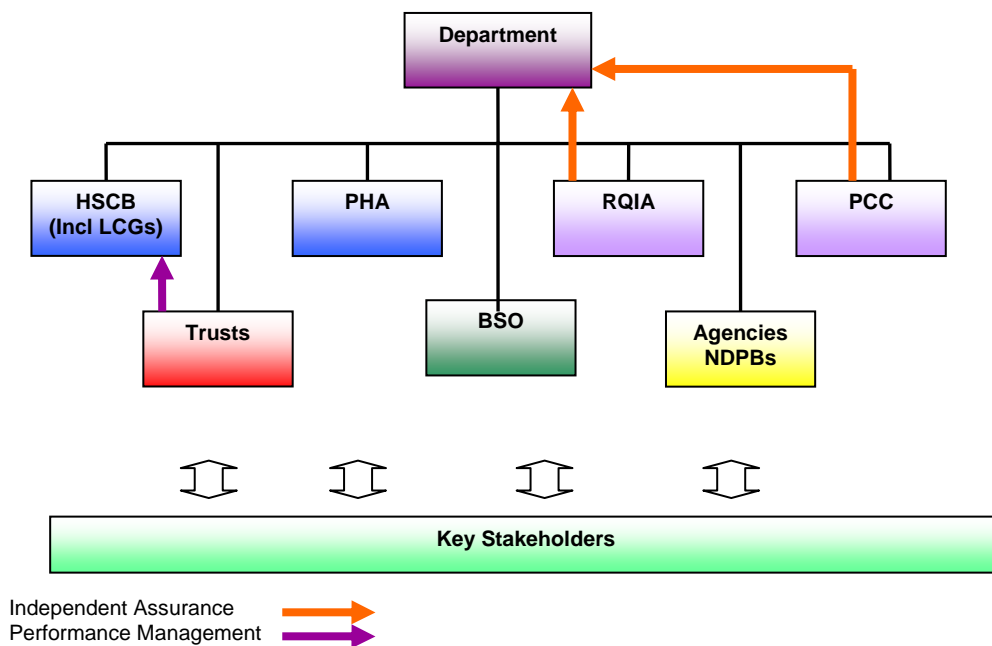 Department
HSCB
(Incl LCGs)
PHA
RQIA
PCC
Trusts
BSO
Agencies
NDPBs
Key Stakeholders
Independent Assurance
Performance Management